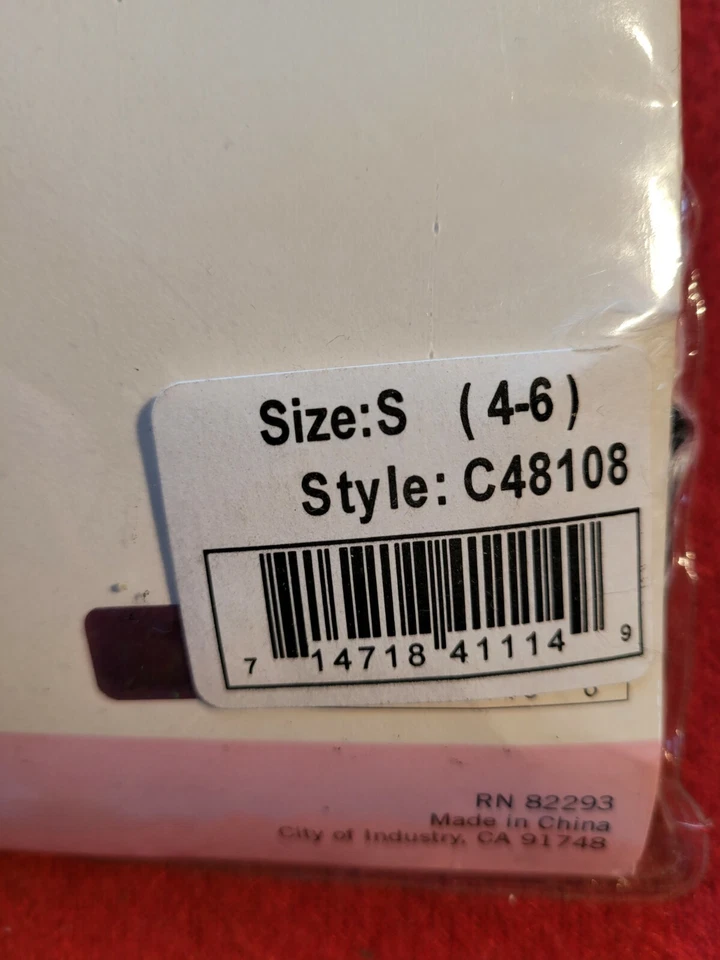 Size:S (4-6)
Style: C48108
7 14718 41114 9
RN 82293
Made in China
City of Industry, CA 91748